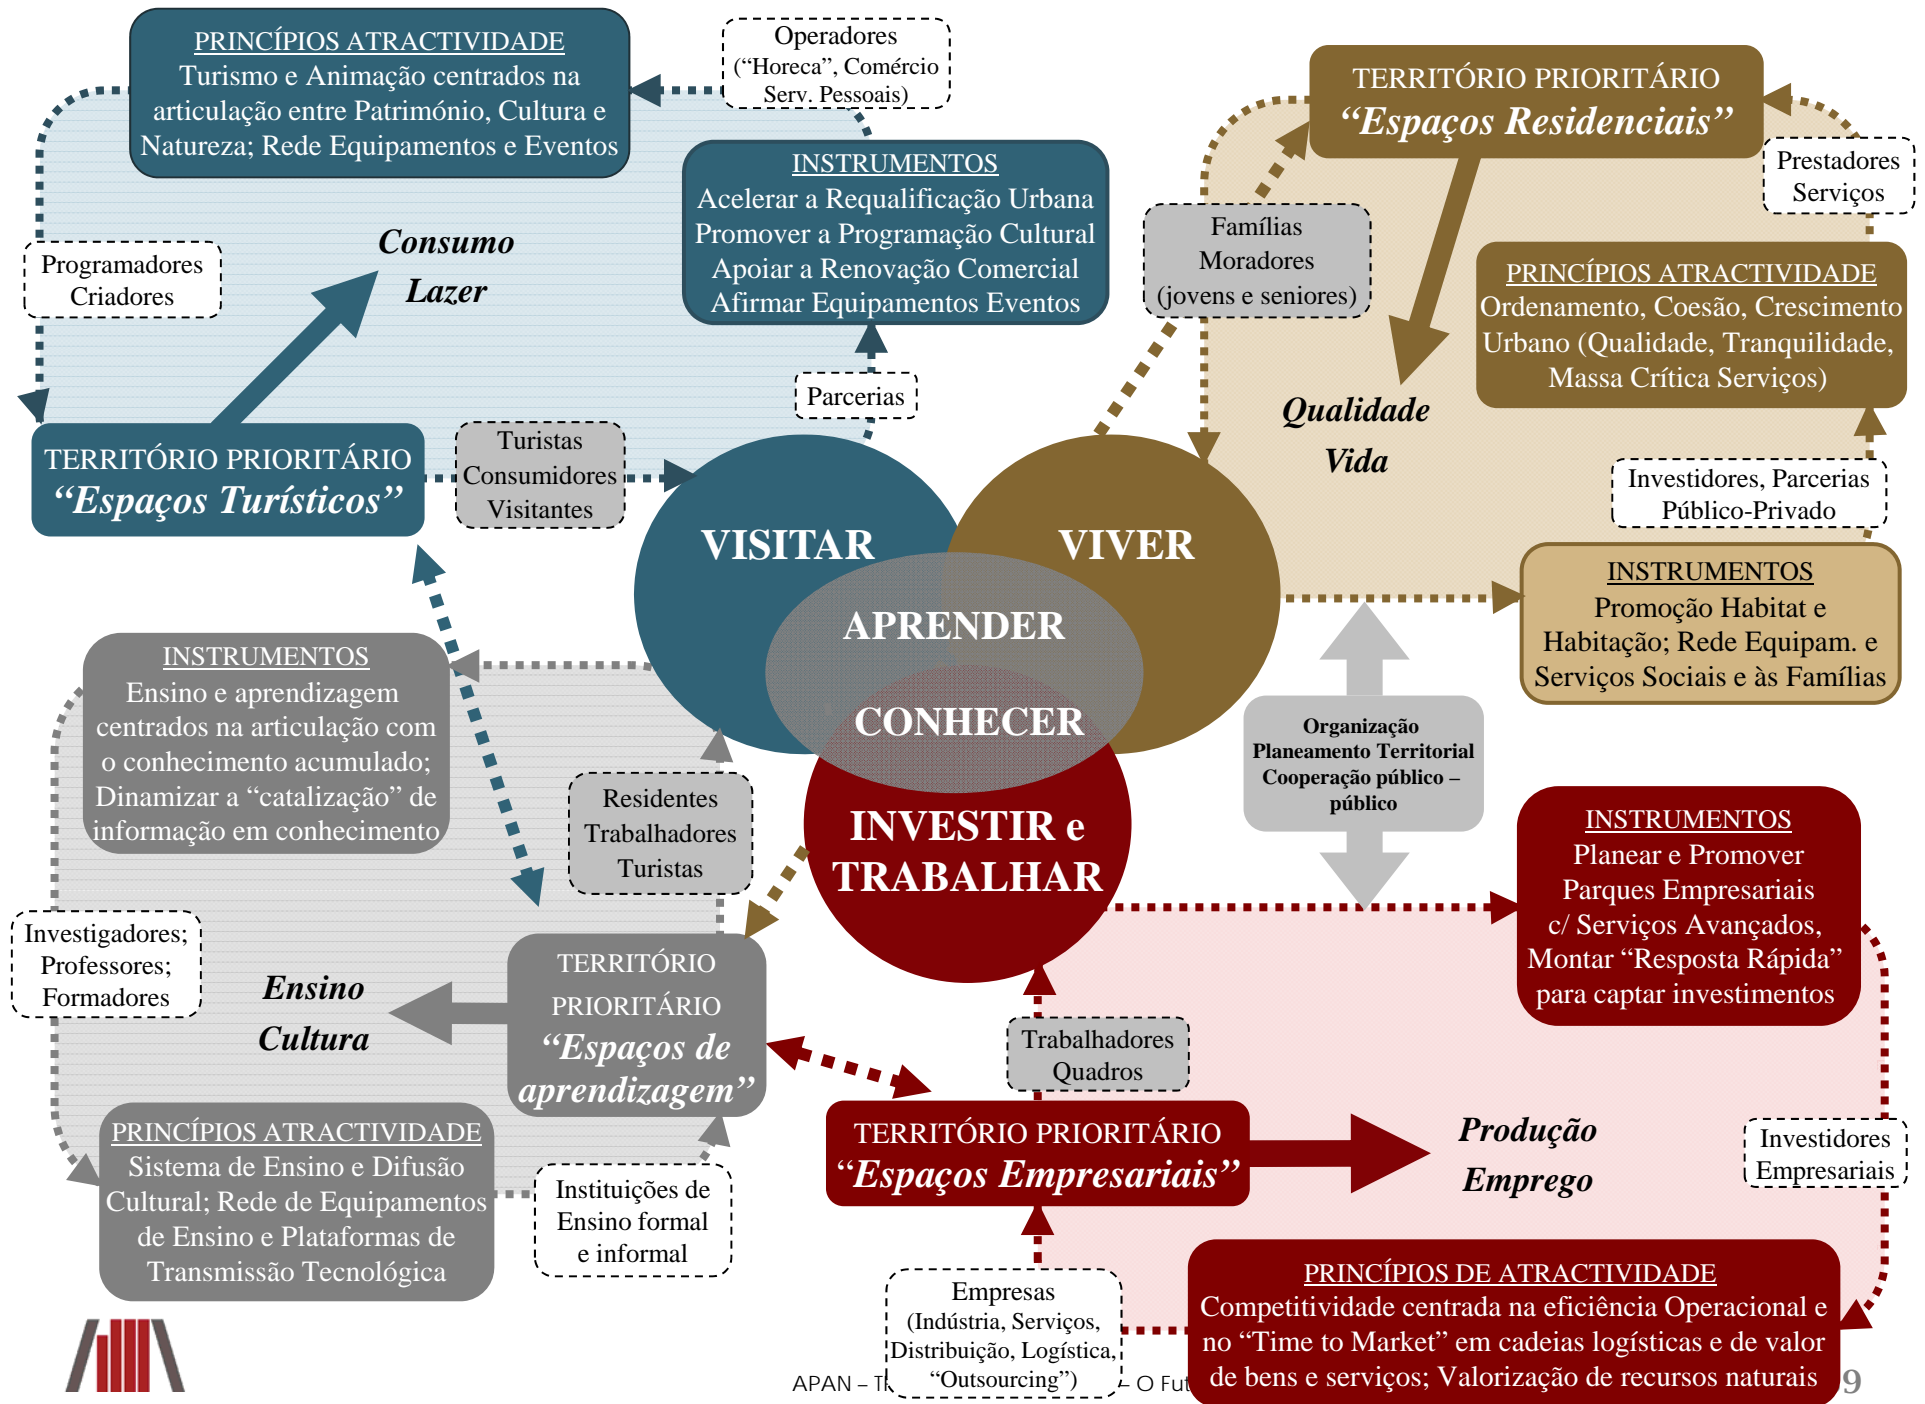 PRINCÍPIOS ATRACTIVIDADE
Turismo e Animação centrados na
articulação entre Património, Cultura e
Natureza; Rede Equipamentos e Eventos
Operadores
(“Horeca”, Comércio
Serv. Pessoais)
INSTRUMENTOS
Acelerar a Requalificação Urbana
Promover a Programação Cultural
Apoiar a Renovação Comercial
Afirmar Equipamentos Eventos
Programadores
Criadores
Consumo
Lazer
Parcerias
TERRITÓRIO PRIORITÁRIO
“Espaços Turísticos”
Turistas
Consumidores
Visitantes
TERRITÓRIO PRIORITÁRIO
“Espaços Residenciais”
Prestadores
Serviços
Famílias
Moradores
(jovens e seniores)
PRINCÍPIOS ATRACTIVIDADE
Ordenamento, Coesão, Crescimento
Urbano (Qualidade, Tranquilidade,
Massa Crítica Serviços)
Qualidade
Vida
Investidores, Parcerias
Público-Privado
INSTRUMENTOS
Promoção Habitat e
Habitação; Rede Equipam. e
Serviços Sociais e às Famílias
VISITAR
VIVER
APRENDER
CONHECER
INVESTIR e
TRABALHAR
Organização
Planeamento Territorial
Cooperação público –
público
INSTRUMENTOS
Ensino e aprendizagem
centrados na articulação com
o conhecimento acumulado;
Dinamizar a “catalização” de
informação em conhecimento
Residentes
Trabalhadores
Turistas
Investigadores;
Professores;
Formadores
Ensino
Cultura
TERRITÓRIO
PRIORITÁRIO
“Espaços de
aprendizagem”
PRINCÍPIOS ATRACTIVIDADE
Sistema de Ensino e Difusão
Cultural; Rede de Equipamentos
de Ensino e Plataformas de
Transmissão Tecnológica
Instituições de
Ensino formal
e informal
INSTRUMENTOS
Planear e Promover
Parques Empresariais
c/ Serviços Avançados,
Montar “Resposta Rápida”
para captar investimentos
Trabalhadores
Quadros
TERRITÓRIO PRIORITÁRIO
“Espaços Empresariais”
Produção
Emprego
Investidores
Empresariais
Empresas
(Indústria, Serviços,
Distribuição, Logística,
“Outsourcing”)
PRINCÍPIOS DE ATRACTIVIDADE
Competitividade centrada na eficiência Operacional e
no “Time to Market” em cadeias logísticas e de valor
de bens e serviços; Valorização de recursos naturais
APAN – – O
9